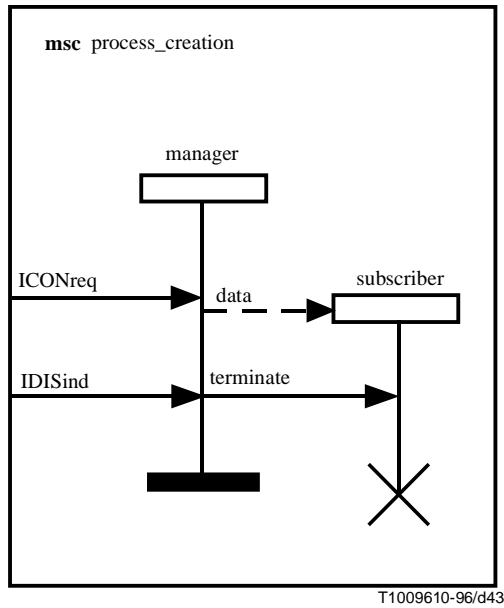 msc process_creation
manager
ICONreq
data
subscriber
IDISind
terminate
T1009610-96/d43